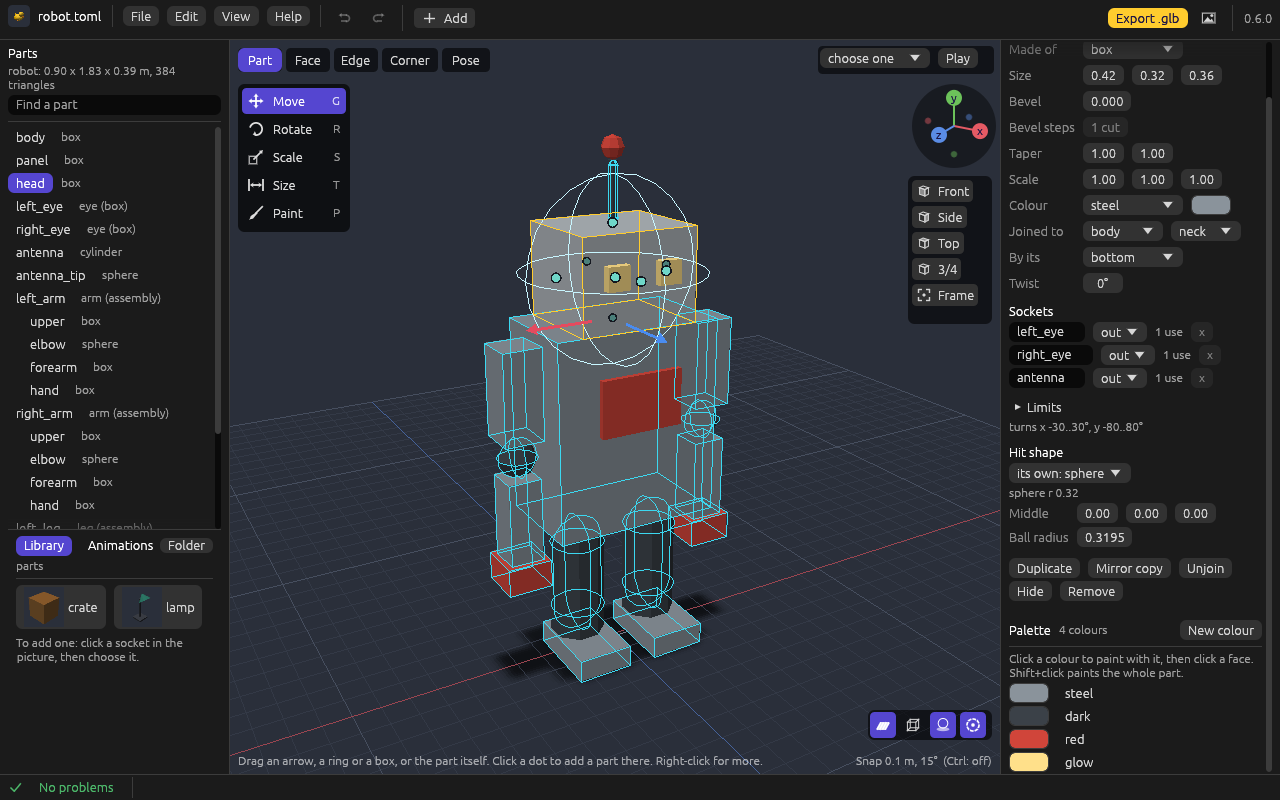 robot.toml File Edit View Help + Add Export .glb 0.6.0
Parts
robot: 0.90 x 1.83 x 0.39 m, 384
triangles
Find a part
body box
panel box
head box
left_eye eye (box)
right_eye eye (box)
antenna cylinder
antenna_tip sphere
left_arm arm (assembly)
upper box
elbow sphere
forearm box
hand box
right_arm arm (assembly)
upper box
elbow sphere
forearm box
hand box
left_leg leg (assembly)
Library Animations Folder
parts
crate lamp
To add one: click a socket in the
picture, then choose it.
Part Face Edge Corner Pose
Move G
Rotate R
Scale S
Size T
Paint P
choose one Play
y
z x
Front
Side
Top
3/4
Frame
Drag an arrow, a ring or a box, or the part itself. Click a dot to add a part there. Right-click for more.
Snap 0.1 m, 15° (Ctrl: off)
Made of box
Size 0.42 0.32 0.36
Bevel 0.000
Bevel steps 1 cut
Taper 1.00 1.00
Scale 1.00 1.00 1.00
Colour steel
Joined to body neck
By its bottom
Twist 0°
Sockets
left_eye out 1 use x
right_eye out 1 use x
antenna out 1 use x
Limits
turns x -30..30°, y -80..80°
Hit shape
its own: sphere
sphere r 0.32
Middle 0.00 0.00 0.00
Ball radius 0.3195
Duplicate Mirror copy Unjoin
Hide Remove
Palette 4 colours New colour
Click a colour to paint with it, then click a face.
Shift+click paints the whole part.
steel
dark
red
glow
No problems